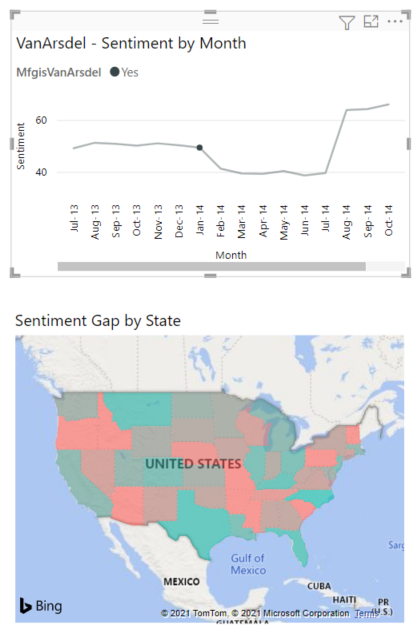 VanArsdel - Sentiment by Month
MfgisVanArsdel Yes
Sentiment
60
40
Jul-13 Aug-13 Sep-13 Oct-13 Nov-13 Dec-13 Jan-14 Feb-14 Mar-14 Apr-14 May-14 Jun-14 Jul-14 Aug-14 Sep-14 Oct-14
Month
Sentiment Gap by State
UNITED STATES
Gulf of
Mexico
Sarg
MEXICO
CUBA
HAITI
PR
(U.S.)
Bing
© 2021 TomTom, © 2021 Microsoft Corporation Terms
GUATEMALA